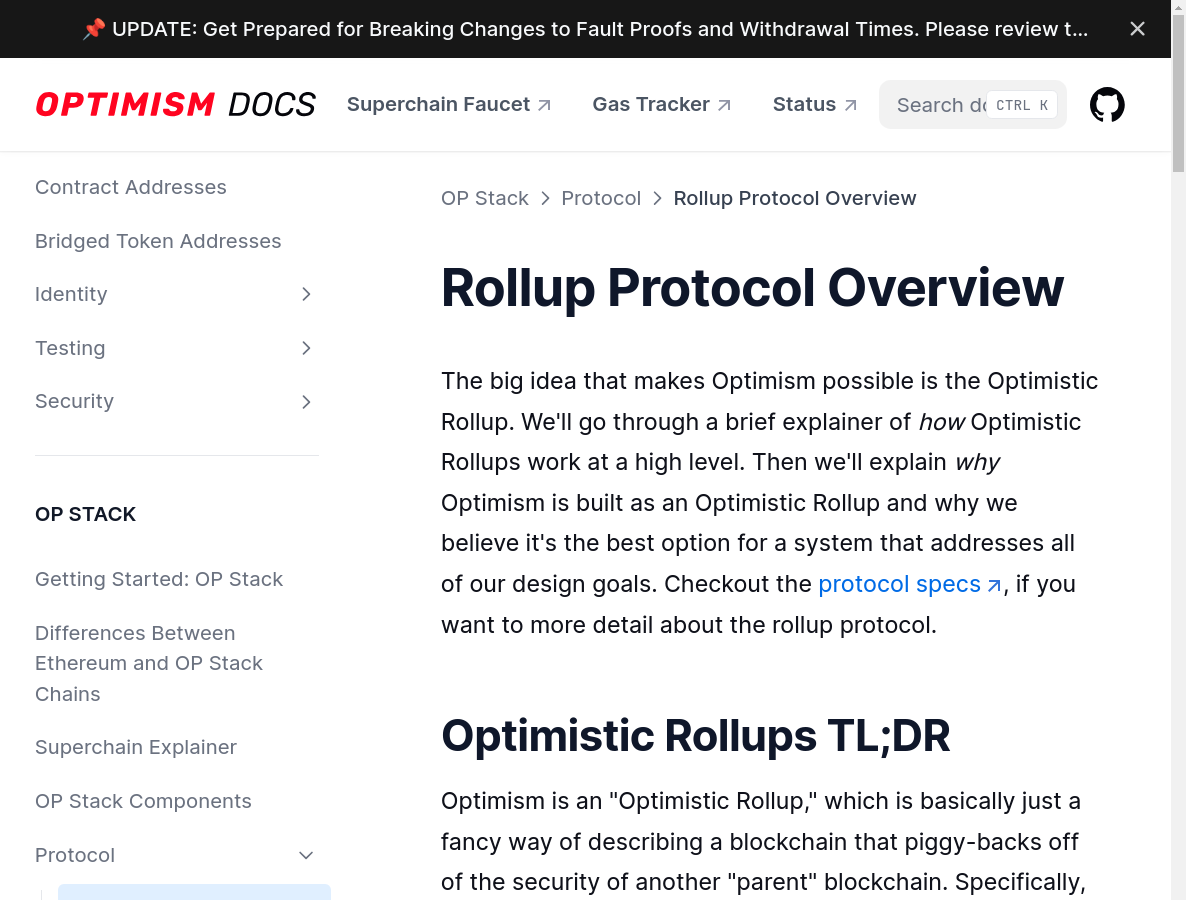 📌 UPDATE: Get Prepared for Breaking Changes to Fault Proofs and Withdrawal Times. Please review t...
OPTIMISM DOCS
Superchain Faucet
Gas Tracker
Status
Search do
CTRL K
Contract Addresses
Bridged Token Addresses
Identity
Testing
Security
OP STACK
Getting Started: OP Stack
Differences Between
Ethereum and OP Stack
Chains
Superchain Explainer
OP Stack Components
Protocol
OP Stack > Protocol > Rollup Protocol Overview
Rollup Protocol Overview
The big idea that makes Optimism possible is the Optimistic
Rollup. We'll go through a brief explainer of how Optimistic
Rollups work at a high level. Then we'll explain why
Optimism is built as an Optimistic Rollup and why we
believe it's the best option for a system that addresses all
of our design goals. Checkout the protocol specs, if you
want to more detail about the rollup protocol.
Optimistic Rollups TL;DR
Optimism is an "Optimistic Rollup," which is basically just a
fancy way of describing a blockchain that piggy-backs off
of the security of another "parent" blockchain. Specifically,